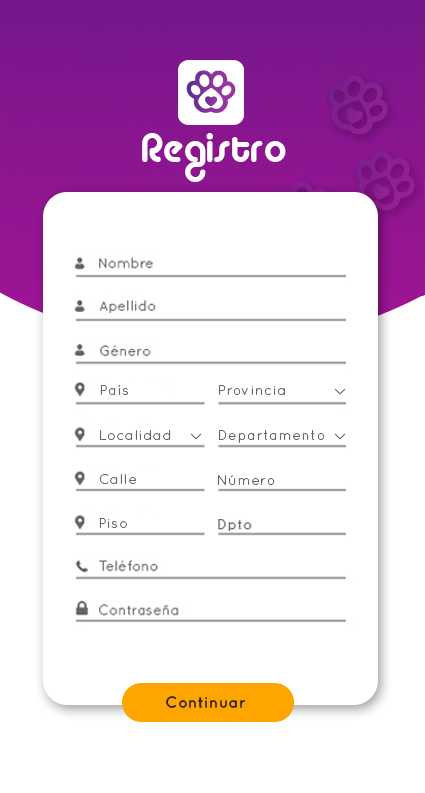 Registro
Nombre
Apellido
Género
País Provincia
Localidad Departamento
Calle Número
Piso Dpto
Teléfono
Contraseña
Continuar